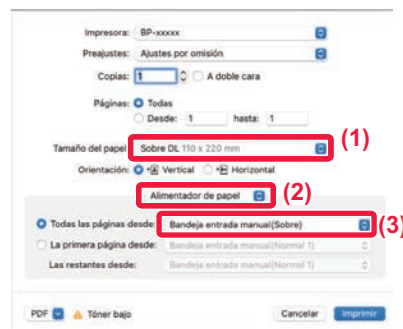 Impresora: BP-xxxxx
Preajustes: Ajustes por omisión
Copias: 1 A doble cara
Páginas: Todas
Desde: 1 hasta: 1
Tamaño del papel Sobre DL 110 x 220 mm (1)
Orientación: Vertical Horizontal
Alimentador de papel (2)
Todas las páginas desde: Bandeja entrada manual(Sobre) (3)
La primera página desde: Bandeja entrada manual(Normal 1)
Las restantes desde: Bandeja entrada manual(Normal 1)
PDF Tóner bajo Cancelar Imprimir